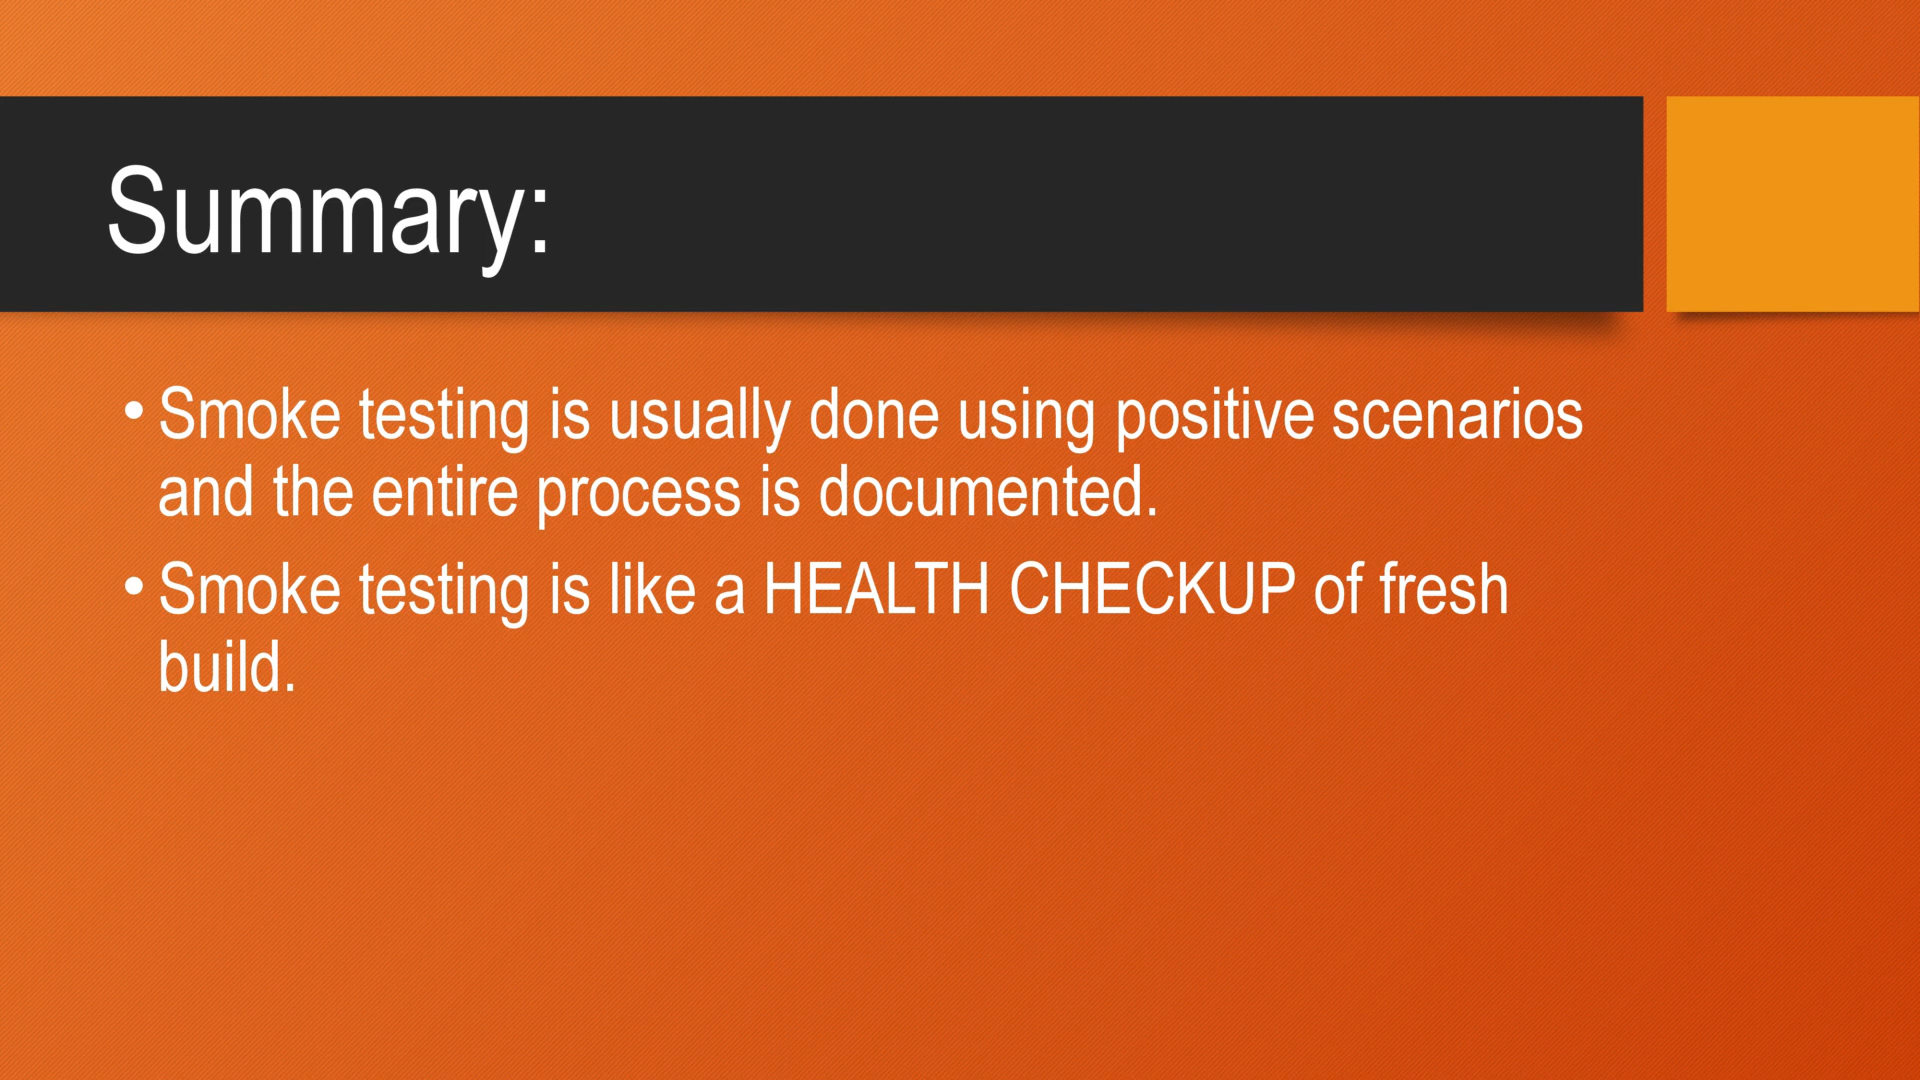 Summary:
• Smoke testing is usually done using positive scenarios
and the entire process is documented.
• Smoke testing is like a HEALTH CHECKUP of fresh
build.